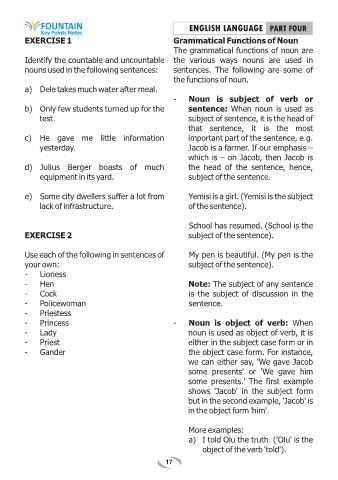 FOUNTAIN
Key Points Notes
ENGLISH LANGUAGE PART FOUR
EXERCISE 1
Identify the countable and uncountable
nouns used in the following sentences:
a) Dele takes much water after meal.
b) Only few students turned up for the
test.
c) He gave me little information
yesterday.
d) Julius Berger boasts of much
equipment in its yard.
e) Some city dwellers suffer a lot from
lack of infrastructure.
EXERCISE 2
Use each of the following in sentences of
your own:
- Lioness
- Hen
- Cock
- Policewoman
- Priestess
- Princess
- Lady
- Priest
- Gander
Grammatical Functions of Noun
The grammatical functions of noun are
the various ways nouns are used in
sentences. The following are some of
the functions of noun.
- Noun is subject of verb or
sentence: When noun is used as
subject of sentence, it is the head of
that sentence, it is the most
important part of the sentence, e.g.
Jacob is a farmer. If our emphasis –
which is – on Jacob, then Jacob is
the head of the sentence, hence,
subject of the sentence.
Yemisi is a girl. (Yemisi is the subject
of the sentence).
School has resumed. (School is the
subject of the sentence).
My pen is beautiful. (My pen is the
subject of the sentence).
Note: The subject of any sentence
is the subject of discussion in the
sentence.
- Noun is object of verb: When
noun is used as object of verb, it is
either in the subject case form or in
the object case form. For instance,
we can either say, 'We gave Jacob
some presents' or 'We gave him
some presents.' The first example
shows 'Jacob' in the subject form
but in the second example, 'Jacob' is
in the object form 'him'.
More examples:
a) I told Olu the truth. ('Olu' is the
object of the verb 'told').
17